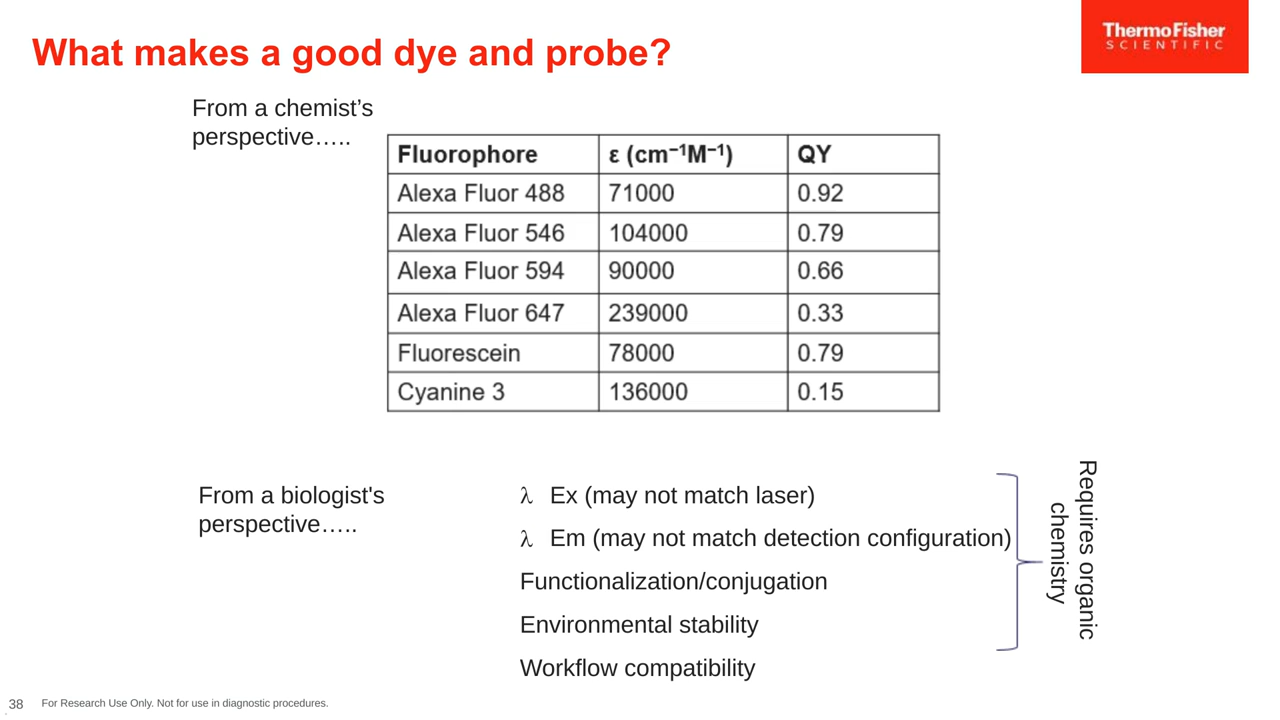 What makes a good dye and probe?
ThermoFisher
SCIENTIFIC
From a chemist’s
perspective…..
Fluorophore ε (cm⁻¹M⁻¹) QY
Alexa Fluor 488 71000 0.92
Alexa Fluor 546 104000 0.79
Alexa Fluor 594 90000 0.66
Alexa Fluor 647 239000 0.33
Fluorescein 78000 0.79
Cyanine 3 136000 0.15
From a biologist's
perspective…..
λ Ex (may not match laser)
λ Em (may not match detection configuration)
Functionalization/conjugation
Environmental stability
Workflow compatibility
Requires organic
chemistry
38 For Research Use Only. Not for use in diagnostic procedures.